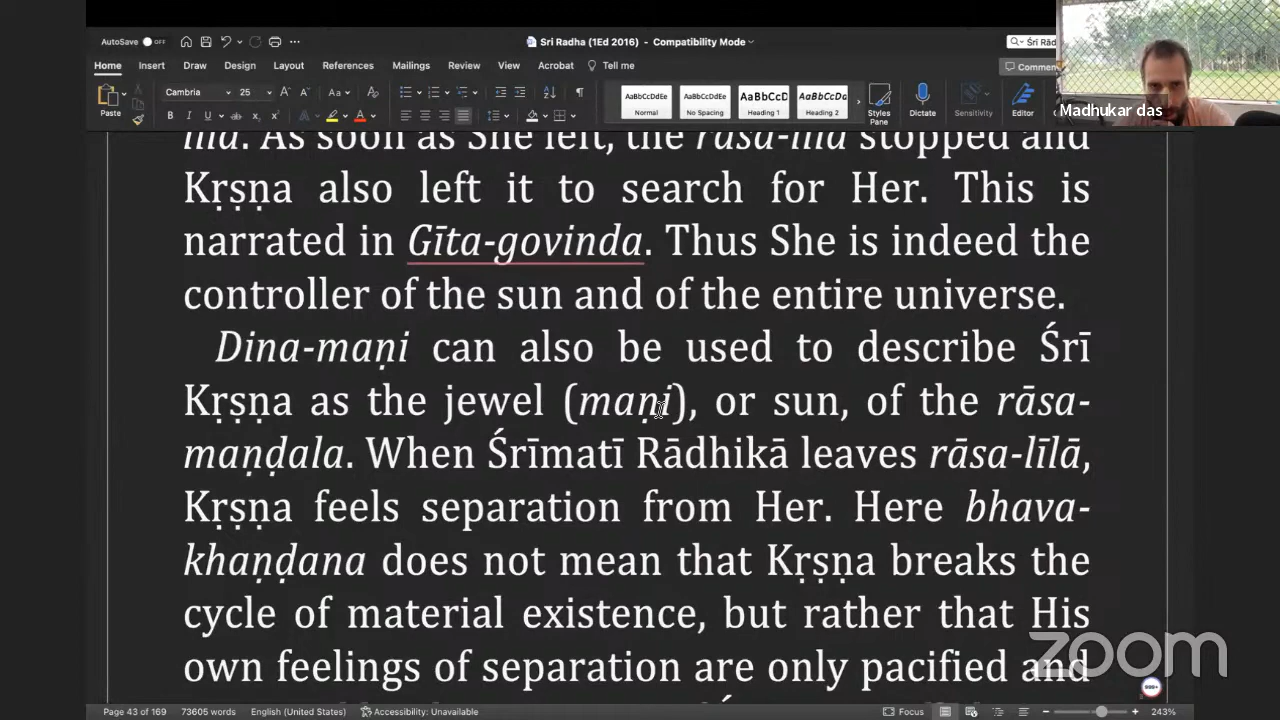 AutoSave OFF
Sri Radha (1Ed 2016) - Compatibility Mode
Home Insert Draw Design Layout References Mailings Review View Acrobat Tell me
Paste
Cambria 25
AaBbCcDdEe AaBbCcDdEe AaBbCcD AaBbCcDc
Normal No Spacing Heading 1 Heading 2
Styles Pane
Dictate
Sensitivity
Editor
Madhukar das
līlā. As soon as She left, the rāsa-līlā stopped and
Kṛṣṇa also left it to search for Her. This is
narrated in Gīta-govinda. Thus She is indeed the
controller of the sun and of the entire universe.
Dina-maṇi can also be used to describe Śrī
Kṛṣṇa as the jewel (maṇi), or sun, of the rāsa-
maṇḍala. When Śrīmatī Rādhikā leaves rāsa-līlā,
Kṛṣṇa feels separation from Her. Here bhava-
khaṇḍana does not mean that Kṛṣṇa breaks the
cycle of material existence, but rather that His
own feelings of separation are only pacified and
zoom
Page 43 of 169 73605 words English (United States) Accessibility: Unavailable Focus 243%